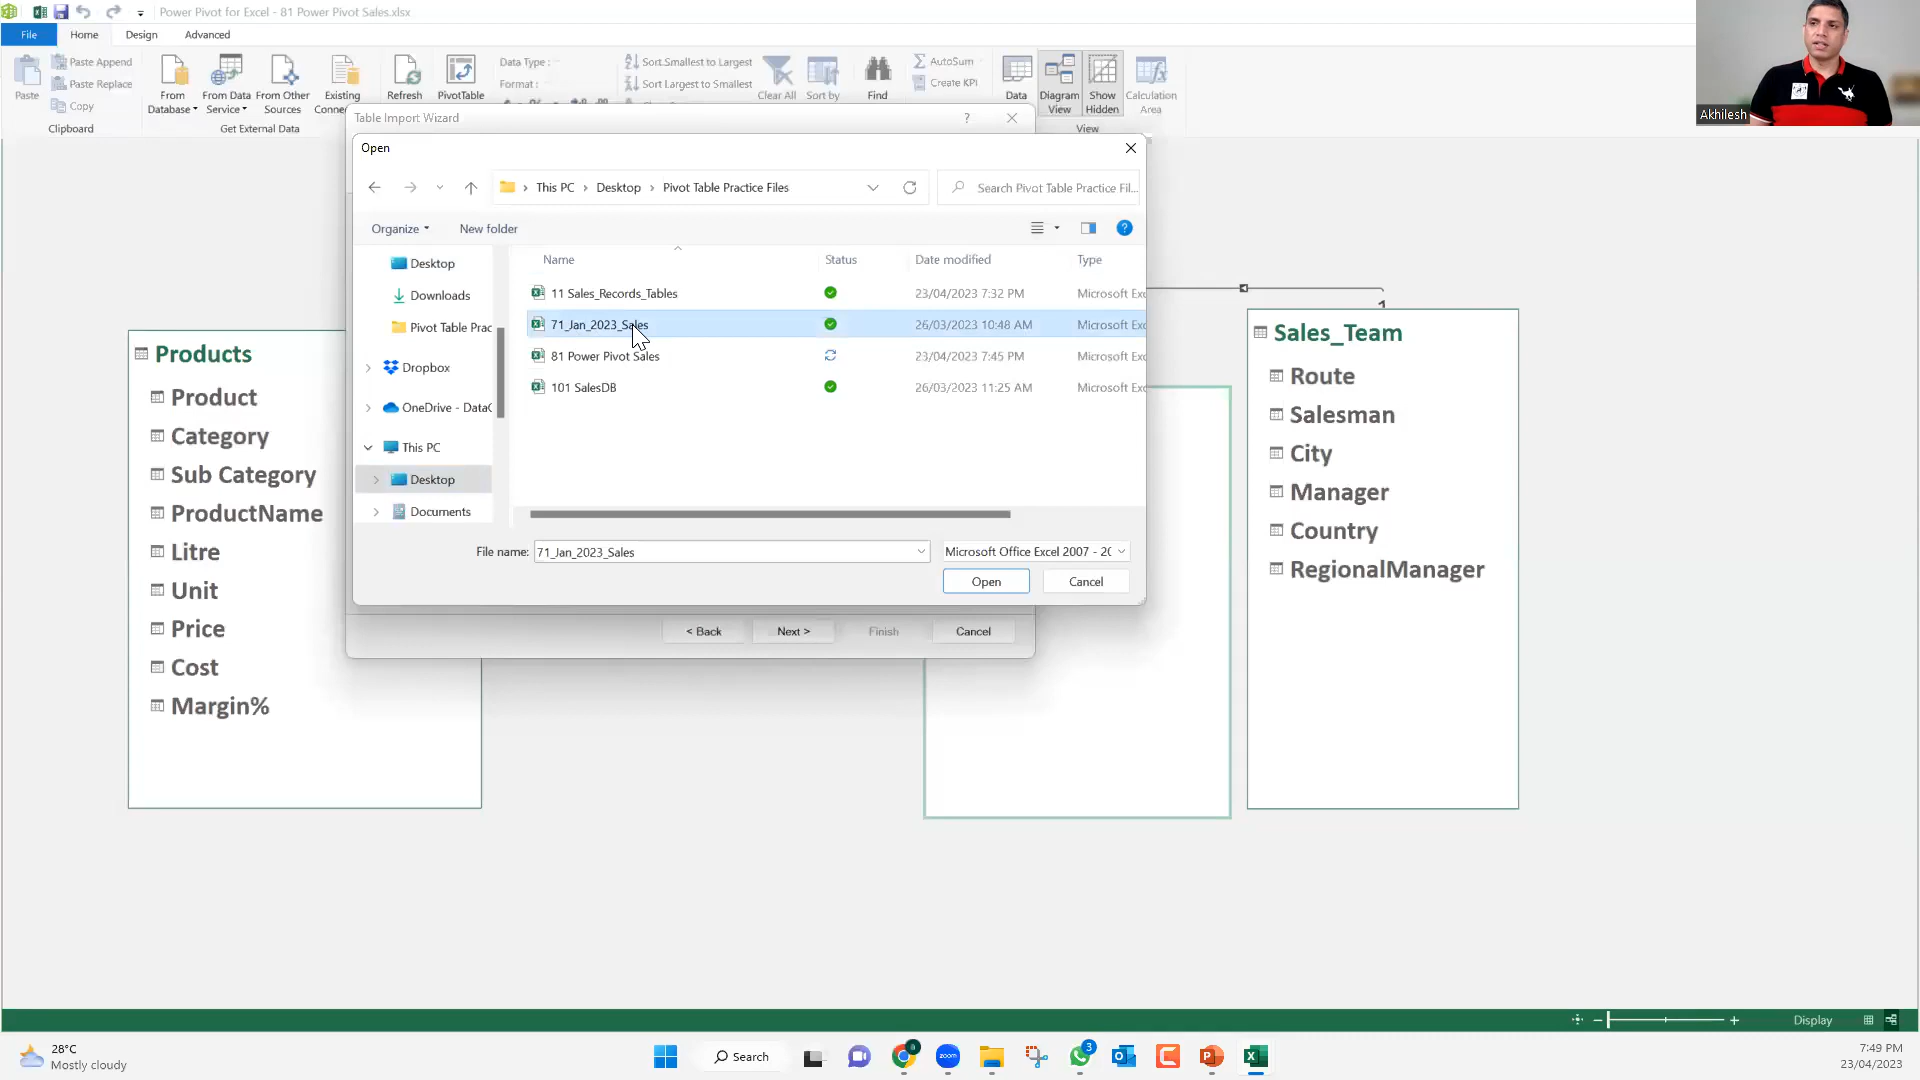 Power Pivot for Excel - 81 Power Pivot Sales.xlsx
File
Home
Design
Advanced
Paste
Paste Append
Paste Replace
Copy
Clipboard
From
Database
From Data
Service
From Other
Sources
Existing
Get External Data
Refresh
PivotTable
Data Type :
Format :
Sort Smallest to Largest
Sort Largest to Smallest
Clear All
Sort by
Find
AutoSum
Create KPI
Data
Diagram
View
Show
Hidden
Calculation
Area
View
Akhilesh
Table Import Wizard
?
Open
This PC
Desktop
Pivot Table Practice Files
Search Pivot Table Practice Fil...
Organize
New folder
Desktop
Downloads
Pivot Table Prac
Dropbox
OneDrive - Data
This PC
Desktop
Documents
Name
Status
Date modified
Type
11 Sales_Records_Tables
23/04/2023 7:32 PM
Microsoft Exc
71_Jan_2023_Sales
26/03/2023 10:48 AM
Microsoft Exc
81 Power Pivot Sales
23/04/2023 7:45 PM
Microsoft Exc
101 SalesDB
26/03/2023 11:25 AM
Microsoft Exc
File name:
71_Jan_2023_Sales
Microsoft Office Excel 2007 - 20
Open
Cancel
< Back
Next >
Finish
Cancel
Products
Product
Category
Sub Category
ProductName
Litre
Unit
Price
Cost
Margin%
1
Sales_Team
Route
Salesman
City
Manager
Country
RegionalManager
Display
28°C
Mostly cloudy
Search
zoom
3
7:49 PM
23/04/2023